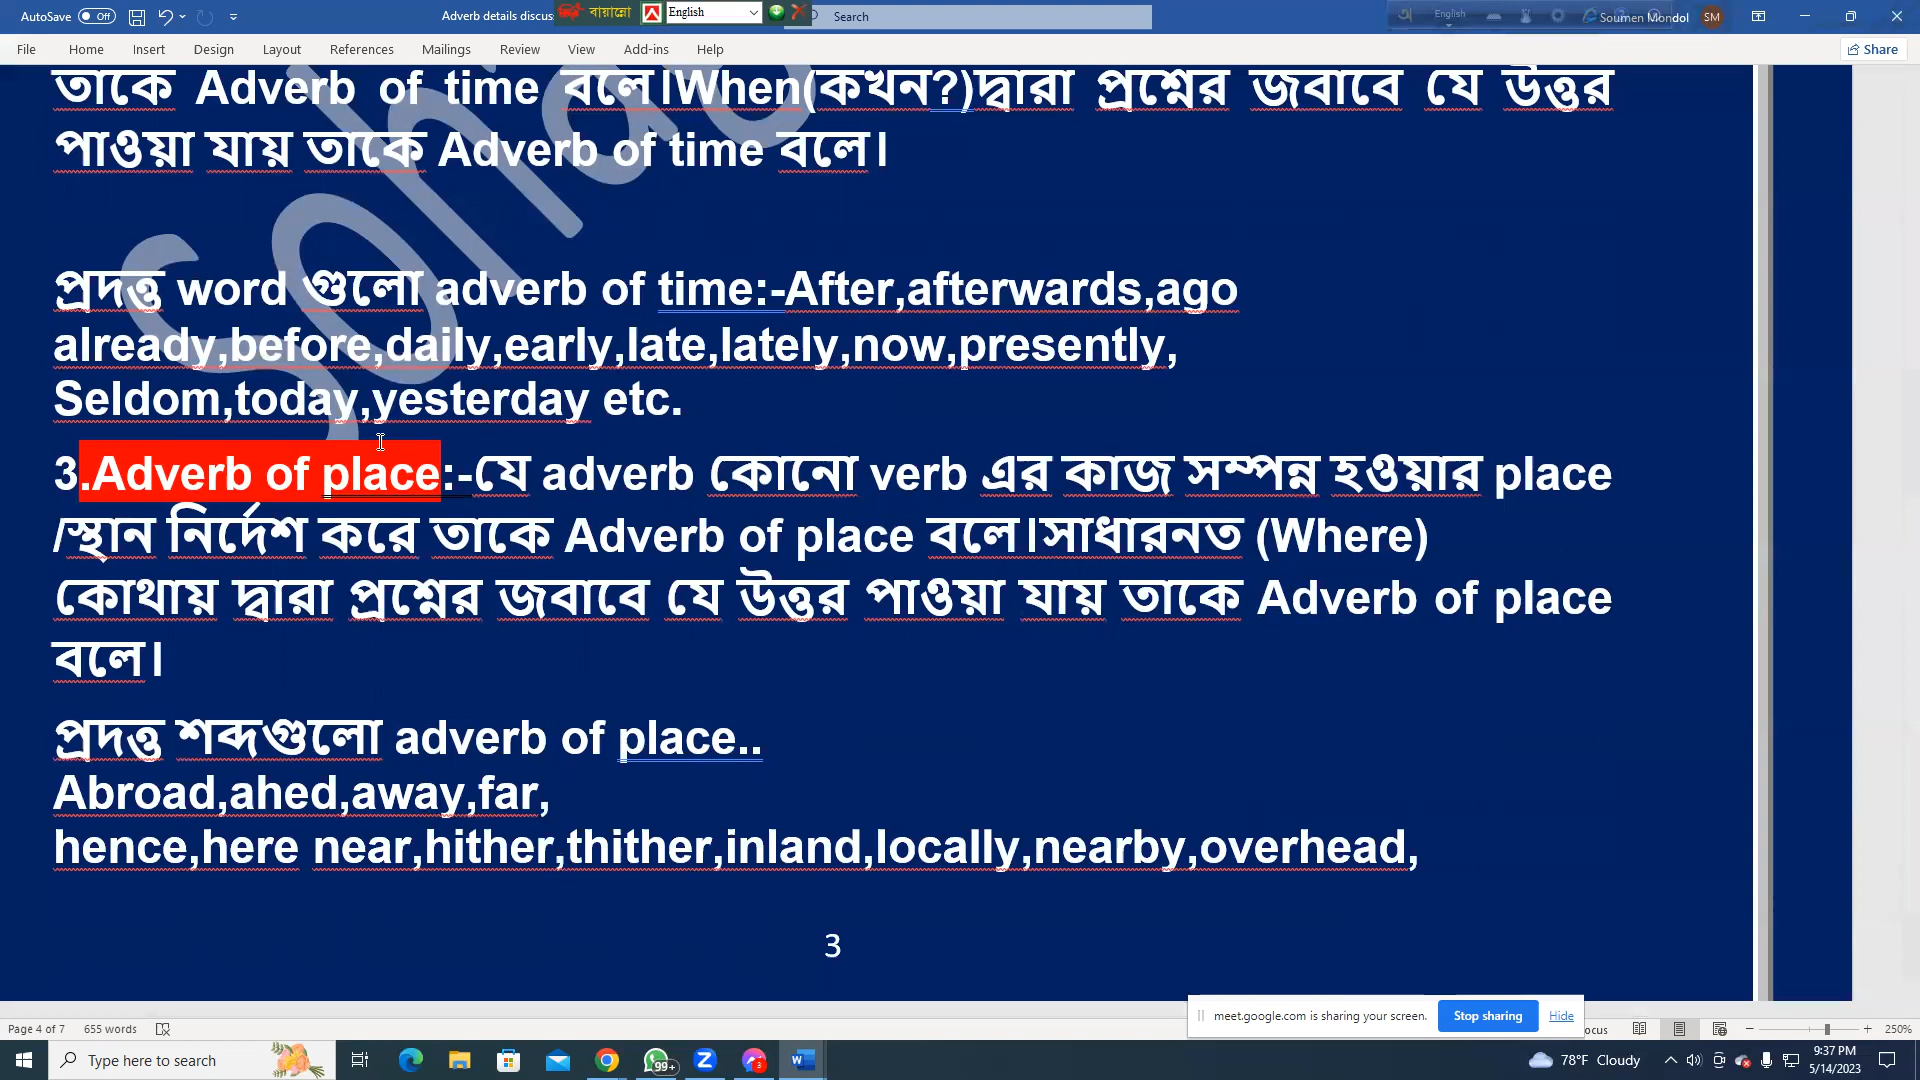 AutoSave Off Adverb details discus বায়ান্নো English Search English Soumen Mondol SM
File Home Insert Design Layout References Mailings Review View Add-ins Help Share
তাকে Adverb of time বলে।When(কখন?)দ্বারা প্রশ্নের জবাবে যে উত্তর
পাওয়া যায় তাকে Adverb of time বলে।
প্রদত্ত word গুলো adverb of time:-After,afterwards,ago
already,before,daily,early,late,lately,now,presently,
Seldom,today,yesterday etc.
3.Adverb of place:-যে adverb কোনো verb এর কাজ সম্পন্ন হওয়ার place
/স্থান নির্দেশ করে তাকে Adverb of place বলে।সাধারনত (Where)
কোথায় দ্বারা প্রশ্নের জবাবে যে উত্তর পাওয়া যায় তাকে Adverb of place
বলে।
প্রদত্ত শব্দগুলো adverb of place..
Abroad,ahed,away,far,
hence,here near,hither,thither,inland,locally,nearby,overhead,
3
meet.google.com is sharing your screen. Stop sharing Hide
Page 4 of 7 655 words ocus 250%
Type here to search 99+ 3 78°F Cloudy 9:37 PM
5/14/2023